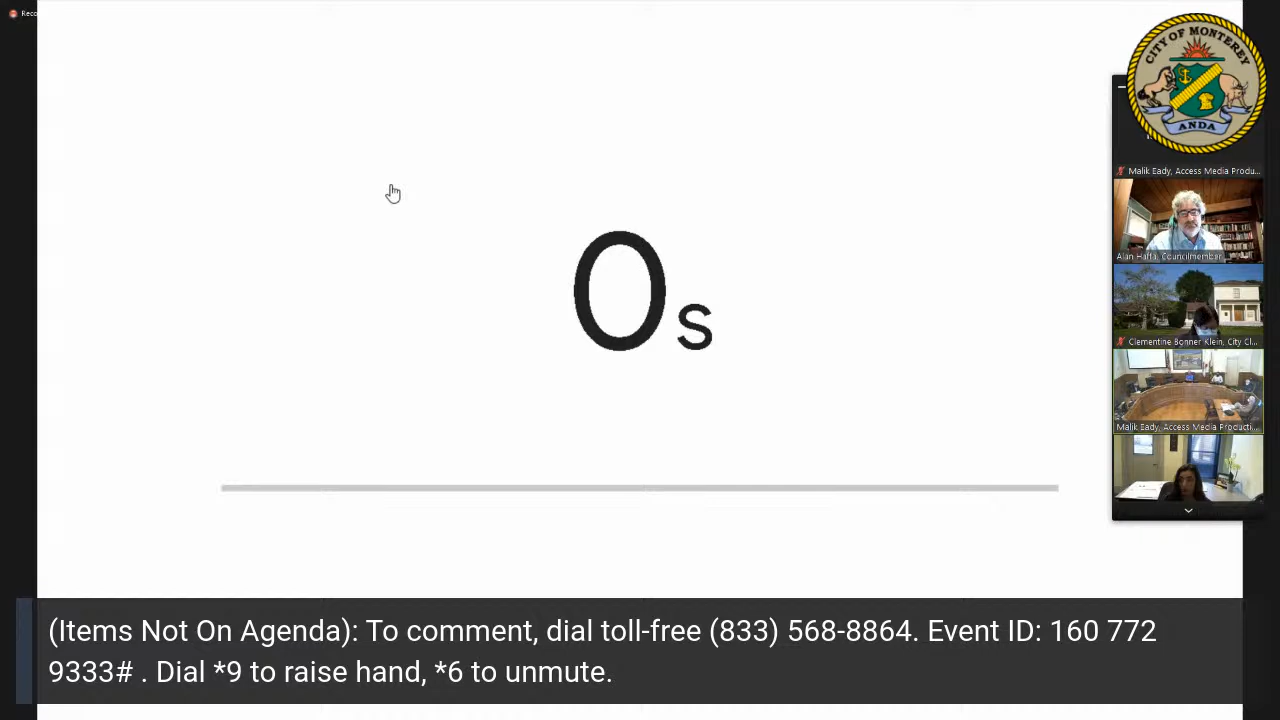 Reco
CITY OF MONTEREY
ANDA
Malik Eady, Access Media Produ...
Alan Haffa, Councilmember
0s
Clementine Bonner Klein, City Cl...
Malik Eady, Access Media Producti...
(Items Not On Agenda): To comment, dial toll-free (833) 568-8864. Event ID: 160 772
9333# . Dial *9 to raise hand, *6 to unmute.